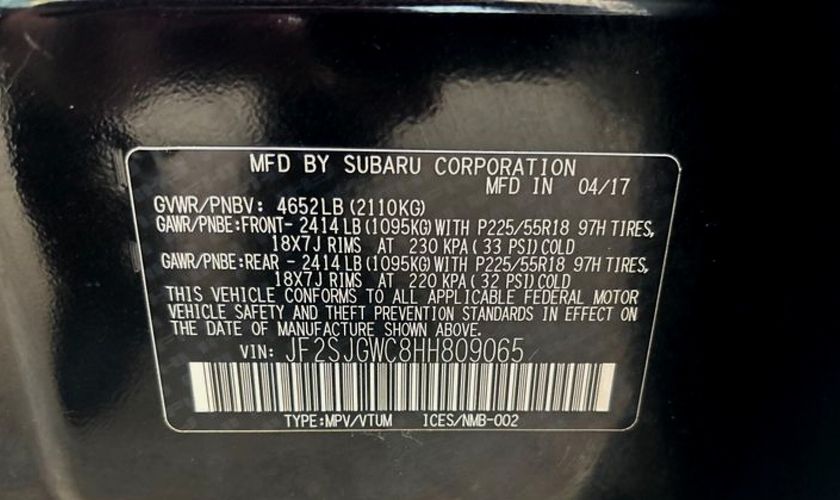 MFD BY SUBARU CORPORATION
MFD IN 04/17
GVWR/PNBV: 4652LB (2110KG)
GAWR/PNBE:FRONT- 2414 LB (1095KG) WITH P225/55R18 97H TIRES,
18X7J RIMS AT 230 KPA ( 33 PSI) COLD
GAWR/PNBE:REAR - 2414 LB (1095KG) WITH P225/55R18 97H TIRES,
18X7J RIMS AT 220 KPA ( 32 PSI) COLD
THIS VEHICLE CONFORMS TO ALL APPLICABLE FEDERAL MOTOR
VEHICLE SAFETY AND THEFT PREVENTION STANDARDS IN EFFECT ON
THE DATE OF MANUFACTURE SHOWN ABOVE.
VIN: JF2SJGWC8HH809065
TYPE:MPV/VTUM ICES/NMB-002